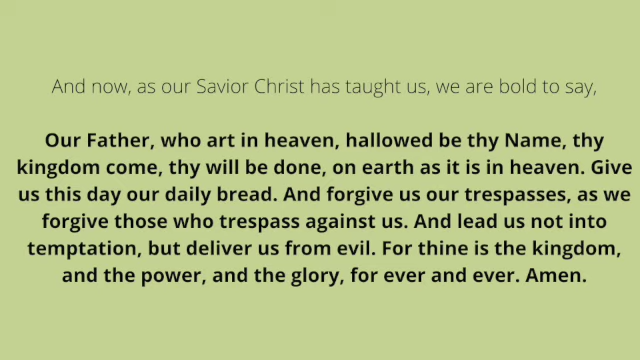 And now, as our Savior Christ has taught us, we are bold to say,
Our Father, who art in heaven, hallowed be thy Name, thy
kingdom come, thy will be done, on earth as it is in heaven. Give
us this day our daily bread. And forgive us our trespasses, as we
forgive those who trespass against us. And lead us not into
temptation, but deliver us from evil. For thine is the kingdom,
and the power, and the glory, for ever and ever. Amen.